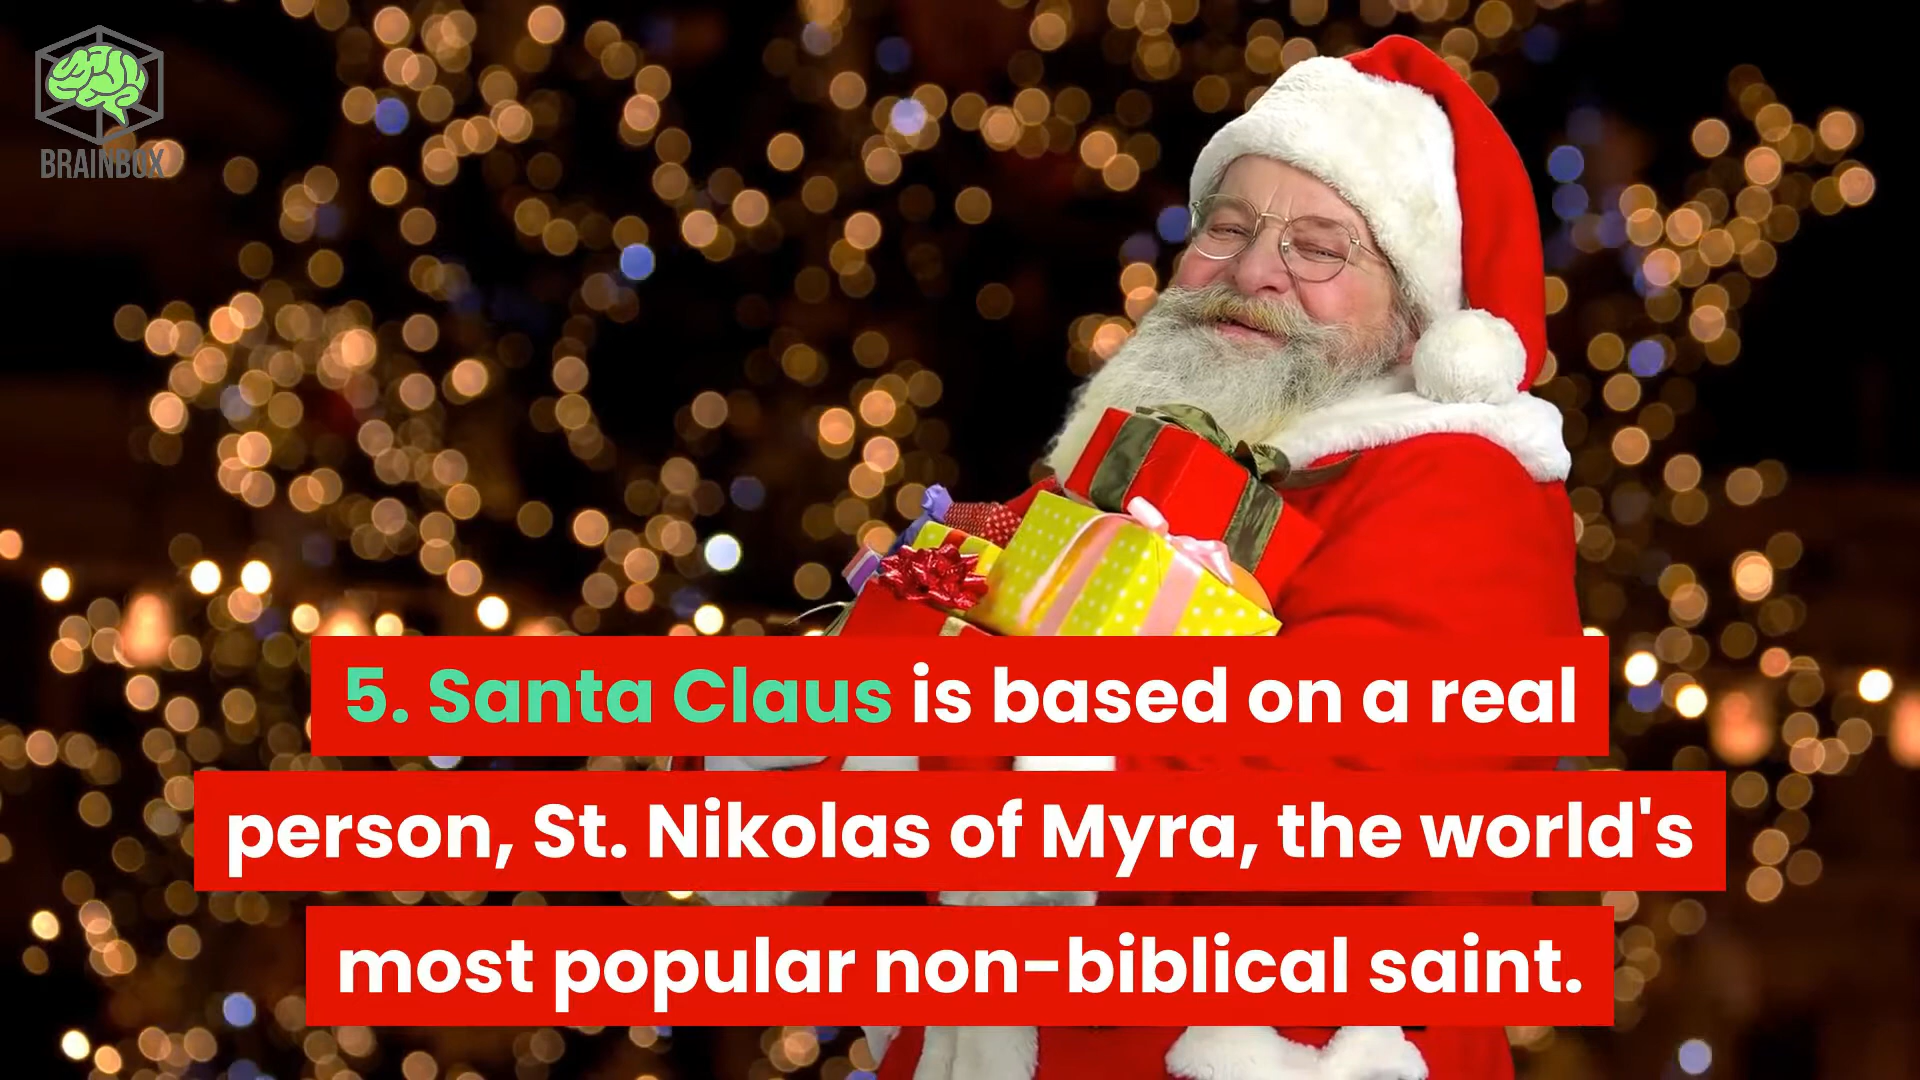 BRAINBOX
5. Santa Claus is based on a real
person, St. Nikolas of Myra, the world's
most popular non-biblical saint.